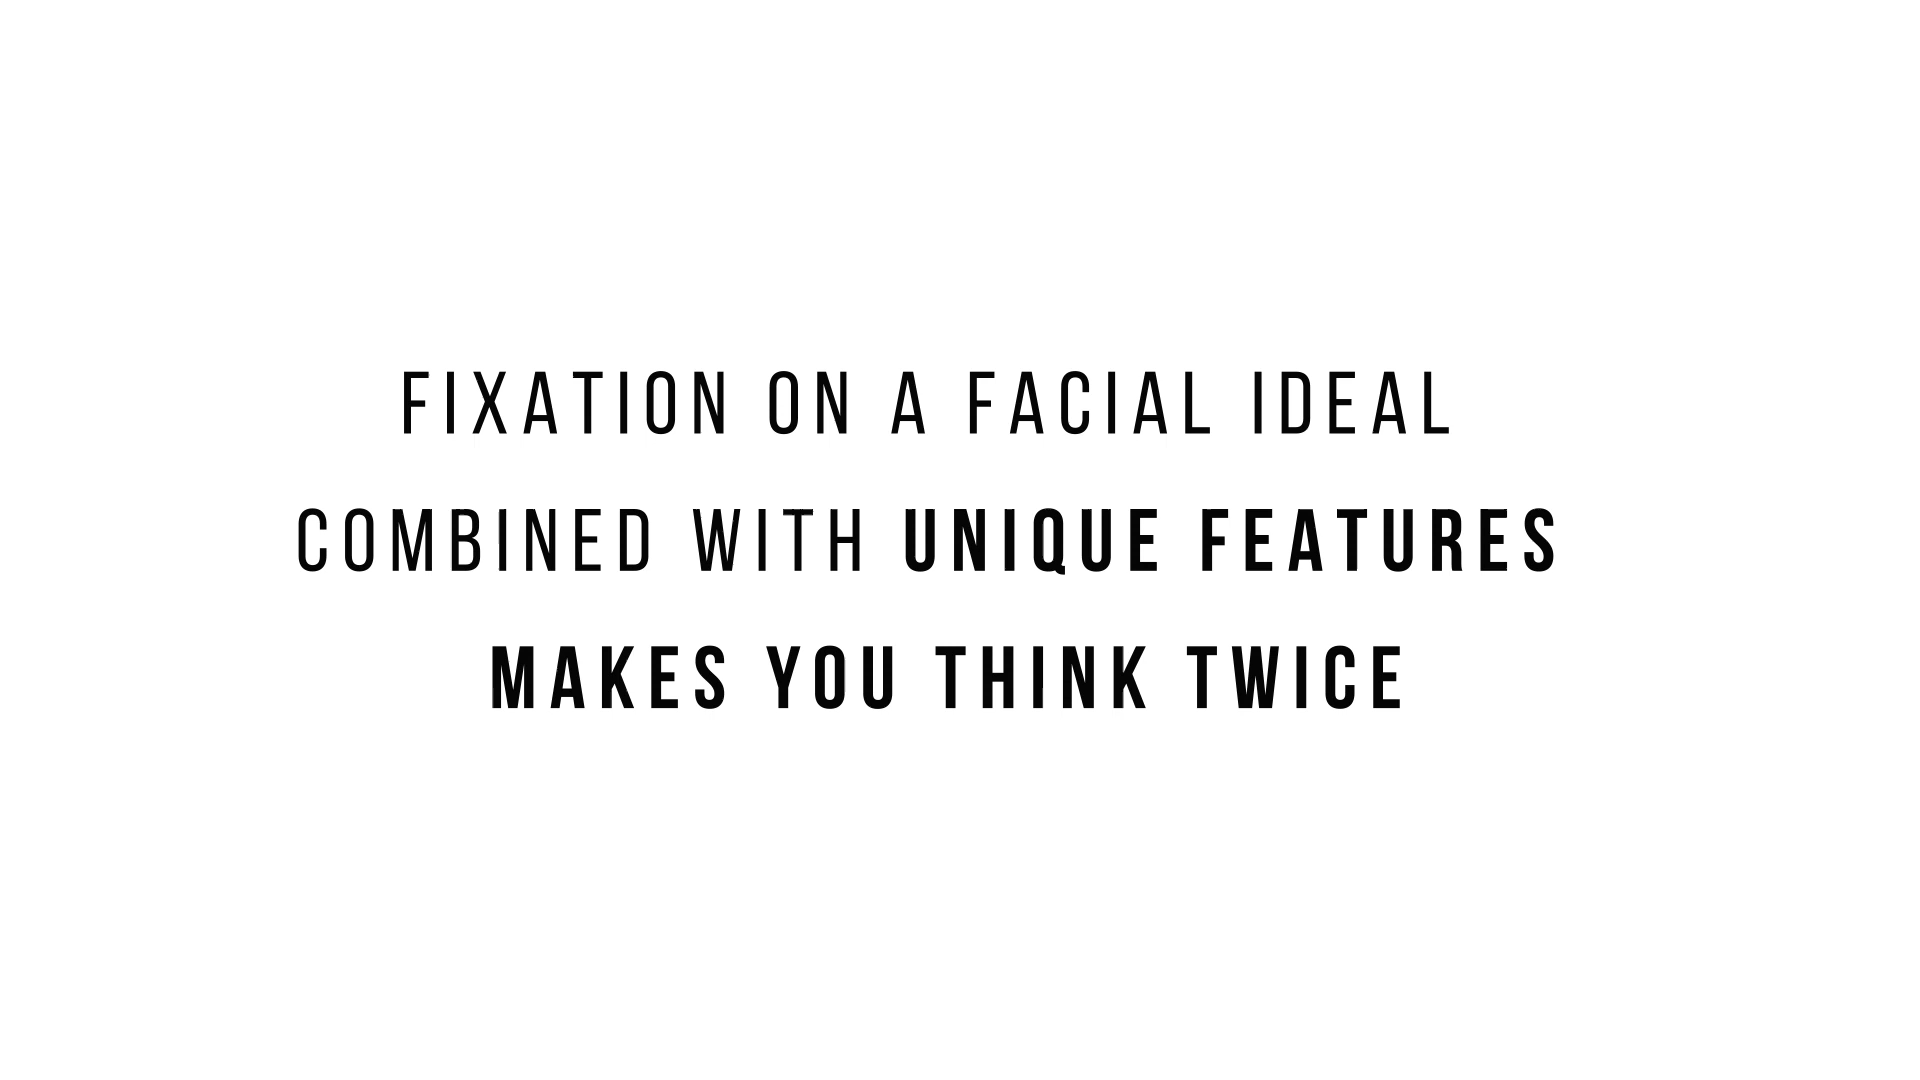 FIXATION ON A FACIAL IDEAL
COMBINED WITH UNIQUE FEATURES
MAKES YOU THINK TWICE